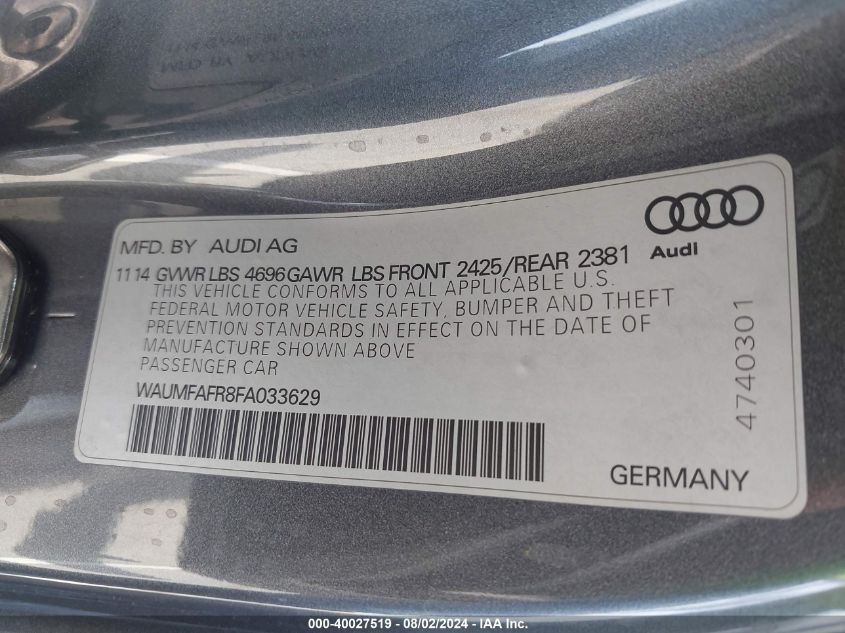 MFD. BY AUDI AG
Audi
11 14 GVWR LBS 4696 GAWR LBS FRONT 2425/REAR 2381
THIS VEHICLE CONFORMS TO ALL APPLICABLE U.S.
FEDERAL MOTOR VEHICLE SAFETY, BUMPER AND THEFT
PREVENTION STANDARDS IN EFFECT ON THE DATE OF
MANUFACTURE SHOWN ABOVE
PASSENGER CAR
WAUMFAFR8FA033629
4740301
GERMANY
000-40027519 - 08/02/2024 - IAA Inc.